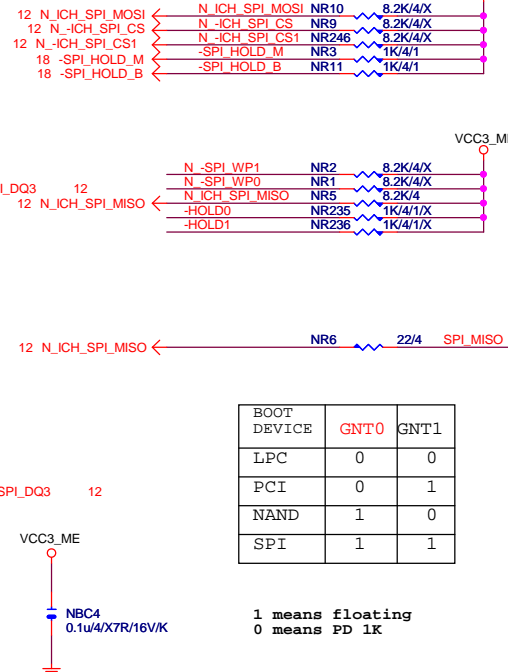 12 N_ICH_SPI_MOSI N_ICH_SPI_MOSI NR10 8.2K/4/X
12 N_-ICH_SPI_CS N_-ICH_SPI_CS NR9 8.2K/4/X
12 N_-ICH_SPI_CS1 N_-ICH_SPI_CS1 NR246 8.2K/4/X
18 -SPI_HOLD_M -SPI_HOLD_M NR3 1K/4/1
18 -SPI_HOLD_B -SPI_HOLD_B NR11 1K/4/1
VCC3_ME
N_-SPI_WP1 NR2 8.2K/4/X
N_-SPI_WP0 NR1 8.2K/4/X
I_DQ3 12 N_ICH_SPI_MISO NR5 8.2K/4
12 N_ICH_SPI_MISO -HOLD0 NR235 1K/4/1/X
-HOLD1 NR236 1K/4/1/X
12 N_ICH_SPI_MISO NR6 22/4 SPI_MISO
BOOT
DEVICE GNT0 GNT1
LPC 0 0
PCI 0 1
NAND 1 0
SPI 1 1
SPI_DQ3 12
VCC3_ME
NBC4
0.1u/4/X7R/16V/K
1 means floating
0 means PD 1K